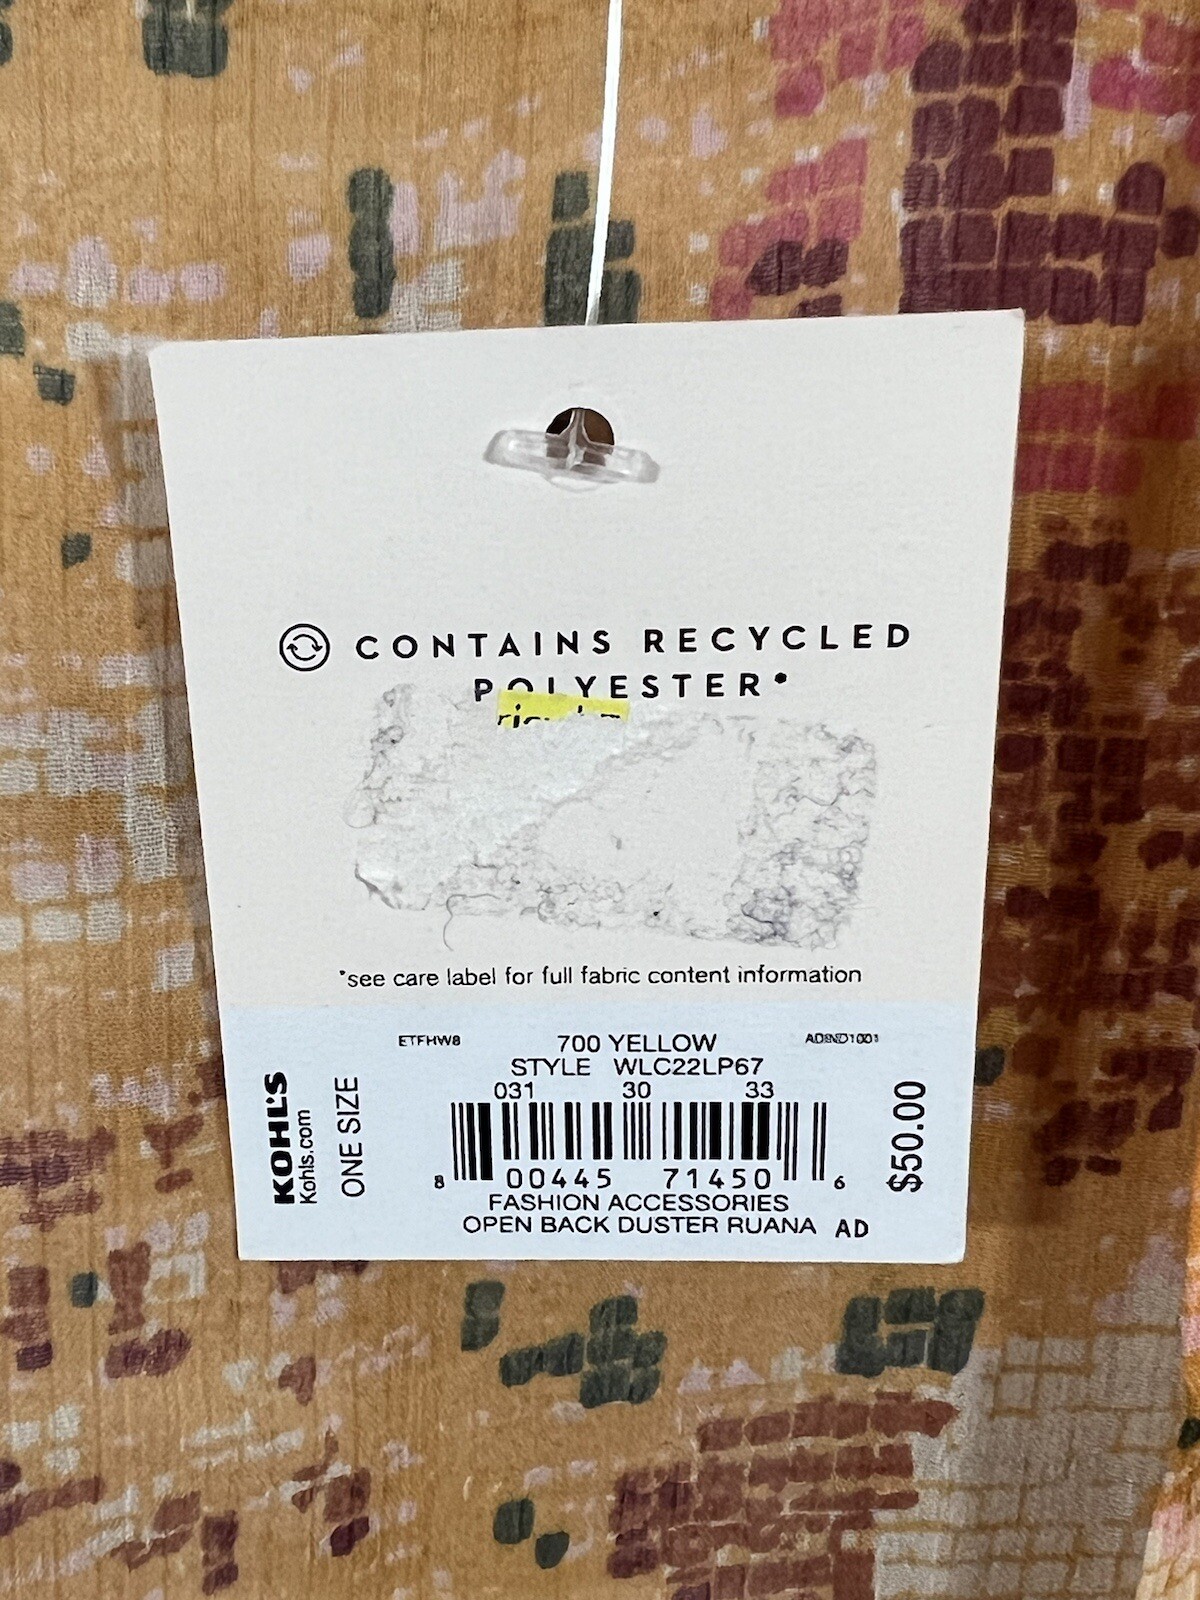 CONTAINS RECYCLED
POLYESTER*
*see care label for full fabric content information
ETFHW8
700 YELLOW
STYLE WLC22LP67
031 30 33
8 00445 71450 6
FASHION ACCESSORIES
OPEN BACK DUSTER RUANA AD
KOHL'S
Kohls.com
ONE SIZE
$50.00